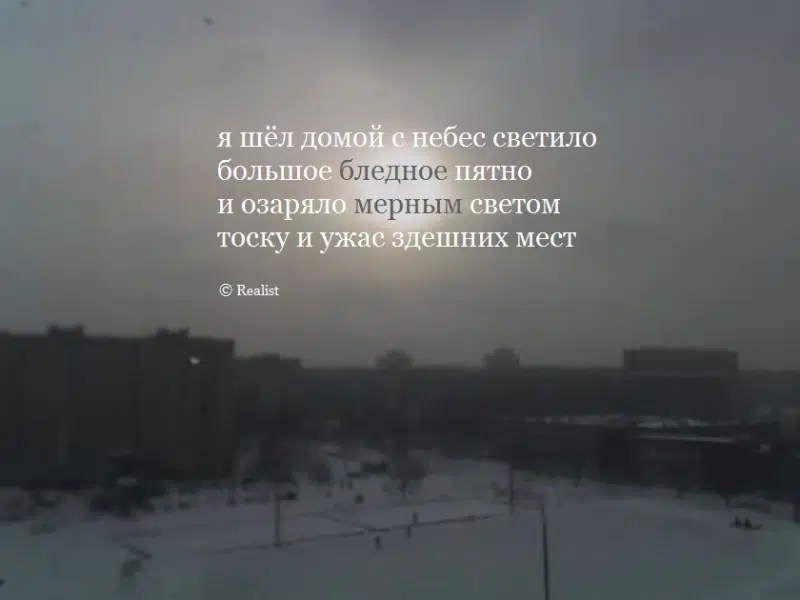 я шёл домой с небес светило
большое бледное пятно
и озаряло мерным светом
тоску и ужас здешних мест
© Realist